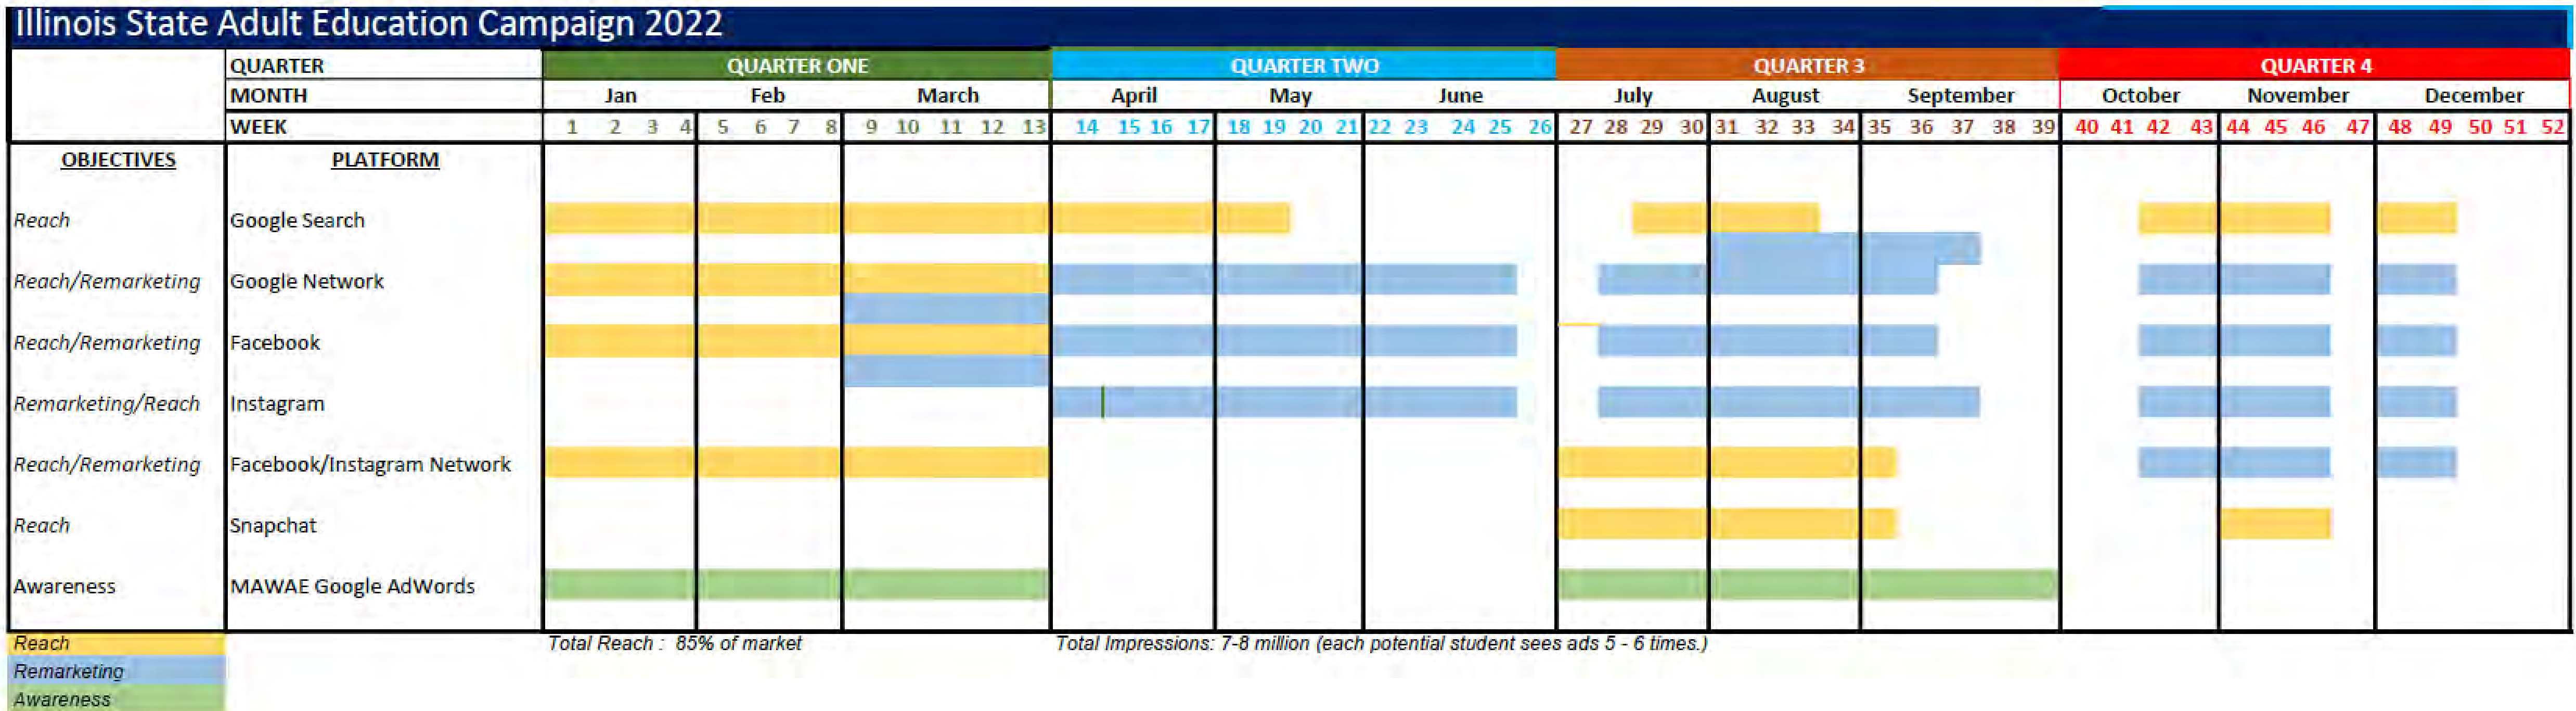 Illinois State Adult Education Campaign 2022
QUARTER QUARTER ONE QUARTER TWO QUARTER 3 QUARTER 4
MONTH Jan Feb March April May June July August September October November December
WEEK 1 2 3 4 5 6 7 8 9 10 11 12 13 14 15 16 17 18 19 20 21 22 23 24 25 26 27 28 29 30 31 32 33 34 35 36 37 38 39 40 41 42 43 44 45 46 47 48 49 50 51 52
OBJECTIVES PLATFORM
Reach Google Search
Reach/Remarketing Google Network
Reach/Remarketing Facebook
Remarketing/Reach Instagram
Reach/Remarketing Facebook/Instagram Network
Reach Snapchat
Awareness MAWAE Google AdWords
Reach Total Reach : 85% of market Total Impressions: 7-8 million (each potential student sees ads 5 - 6 times.)
Remarketing
Awareness